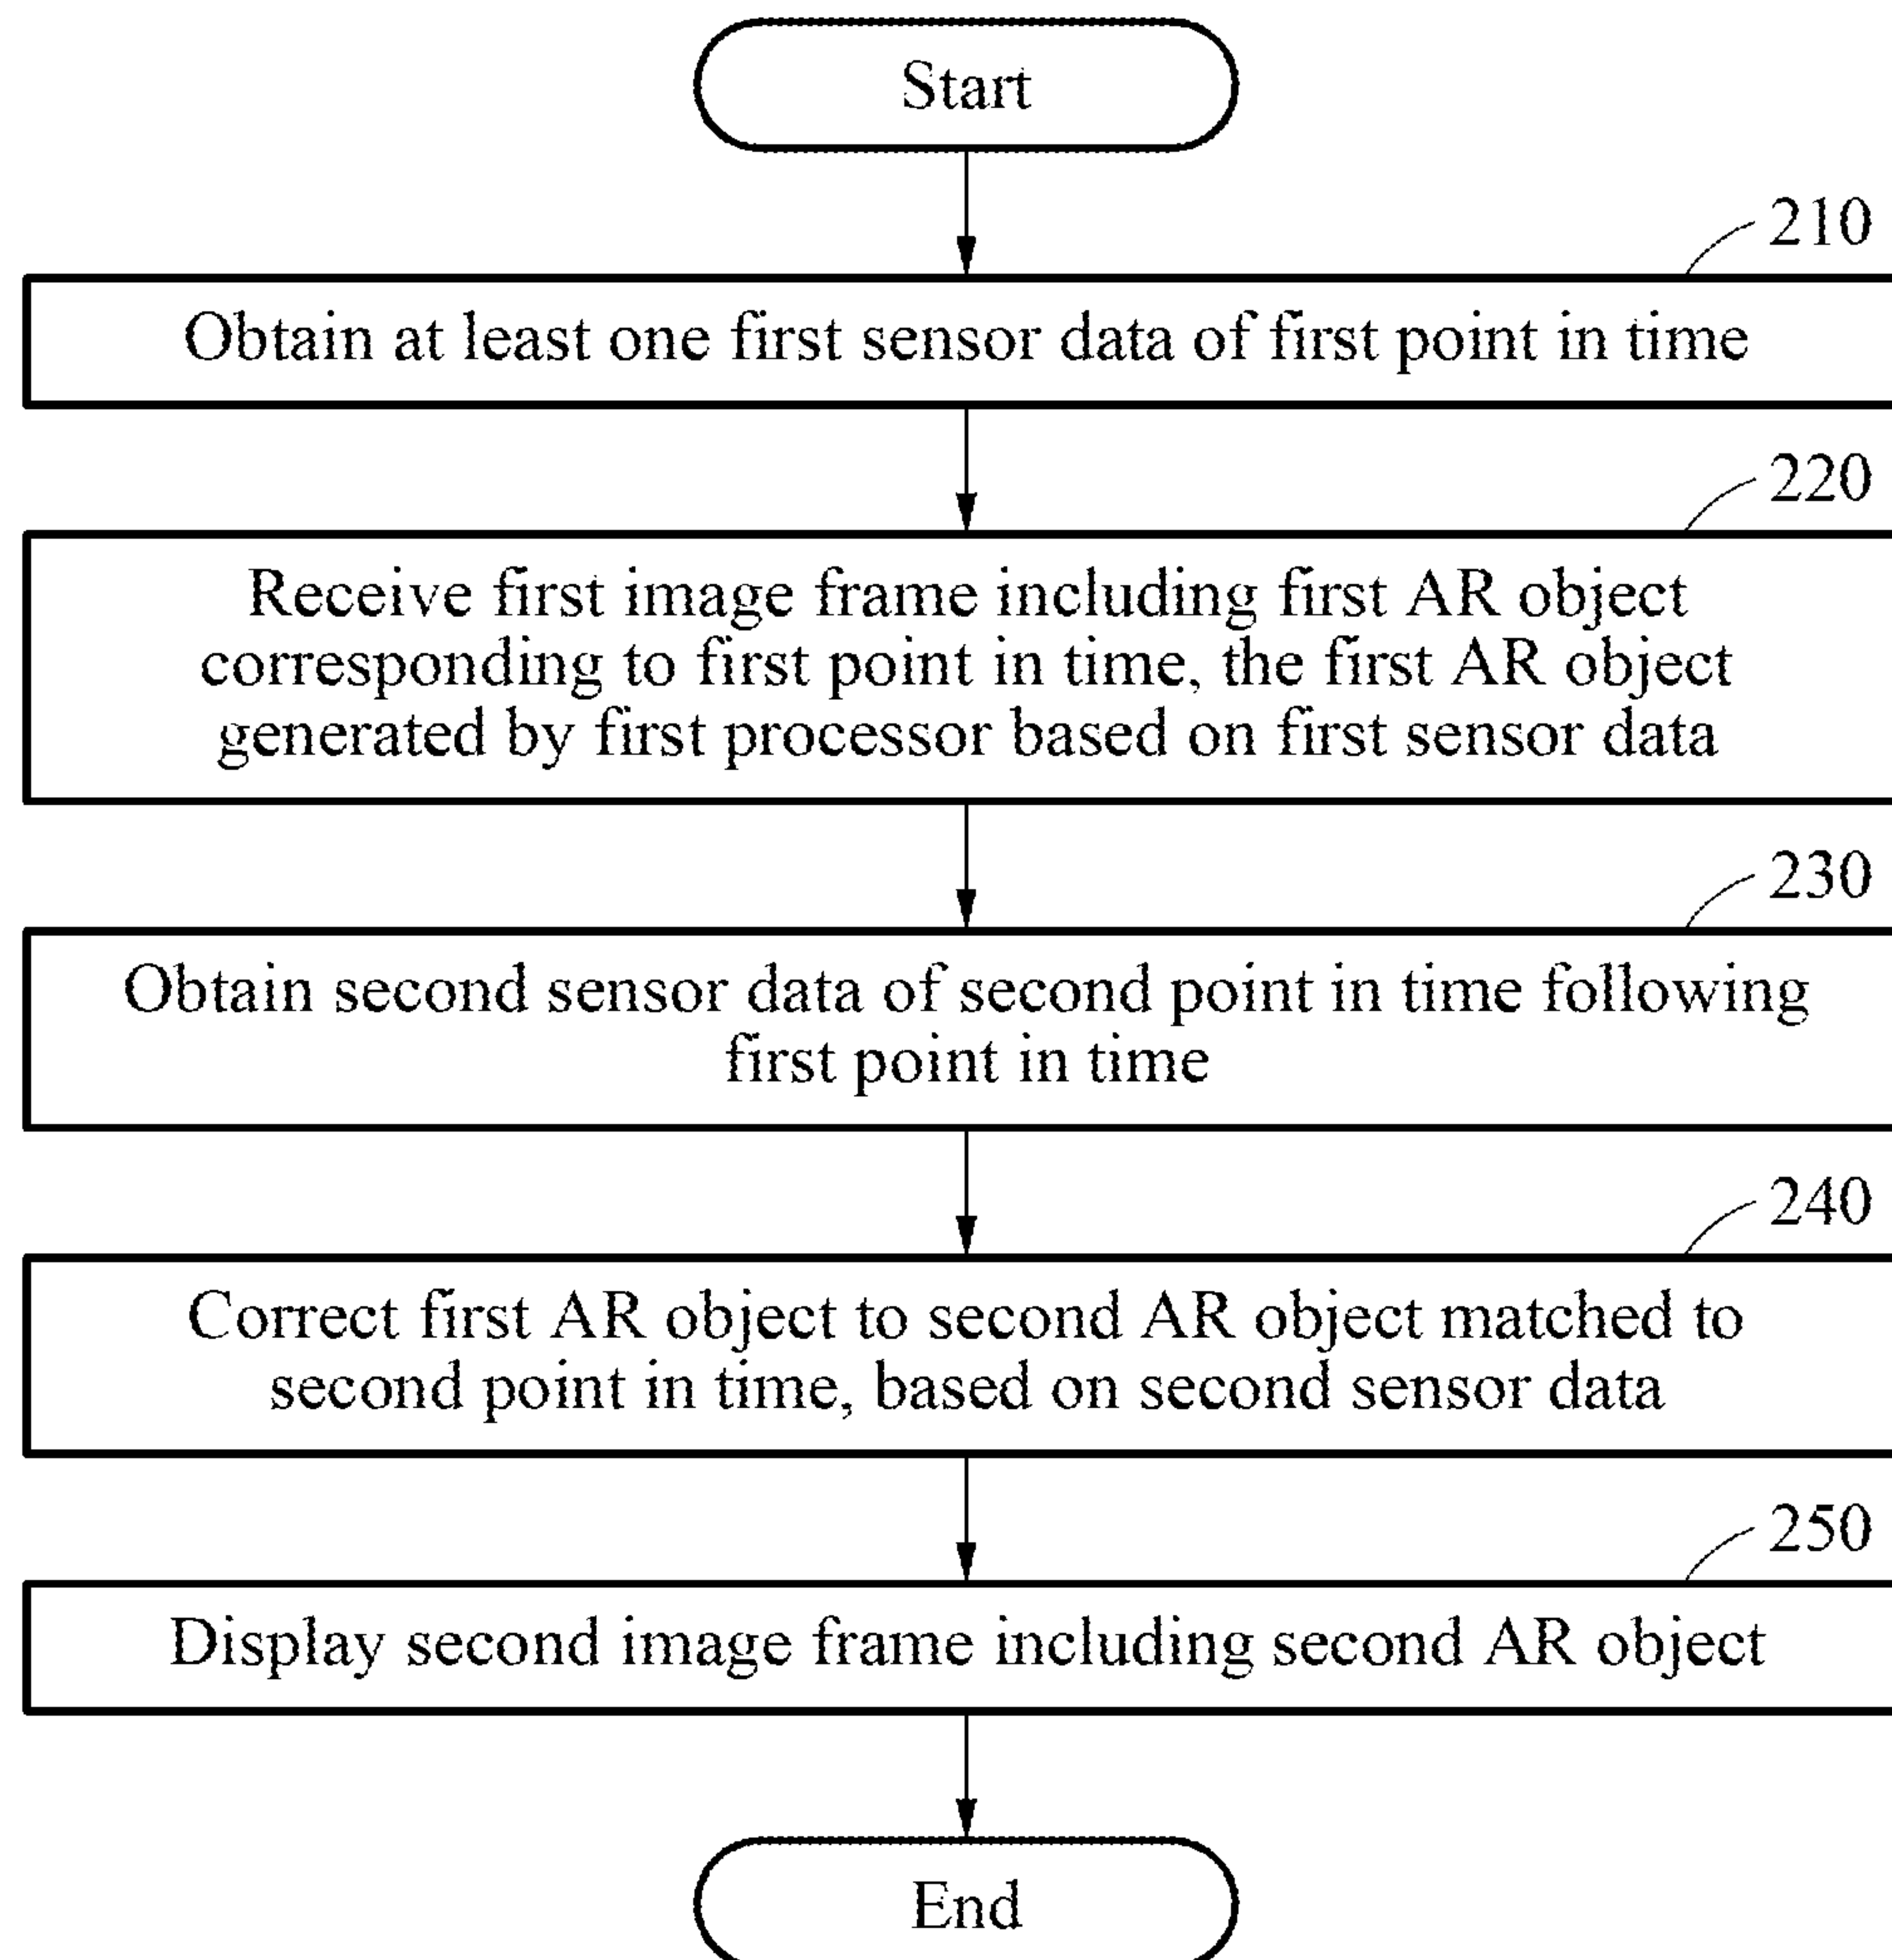 Start
210
Obtain at least one first sensor data of first point in time
220
Receive first image frame including first AR object
corresponding to first point in time, the first AR object
generated by first processor based on first sensor data
230
Obtain second sensor data of second point in time following
first point in time
240
Correct first AR object to second AR object matched to
second point in time, based on second sensor data
250
Display second image frame including second AR object
End